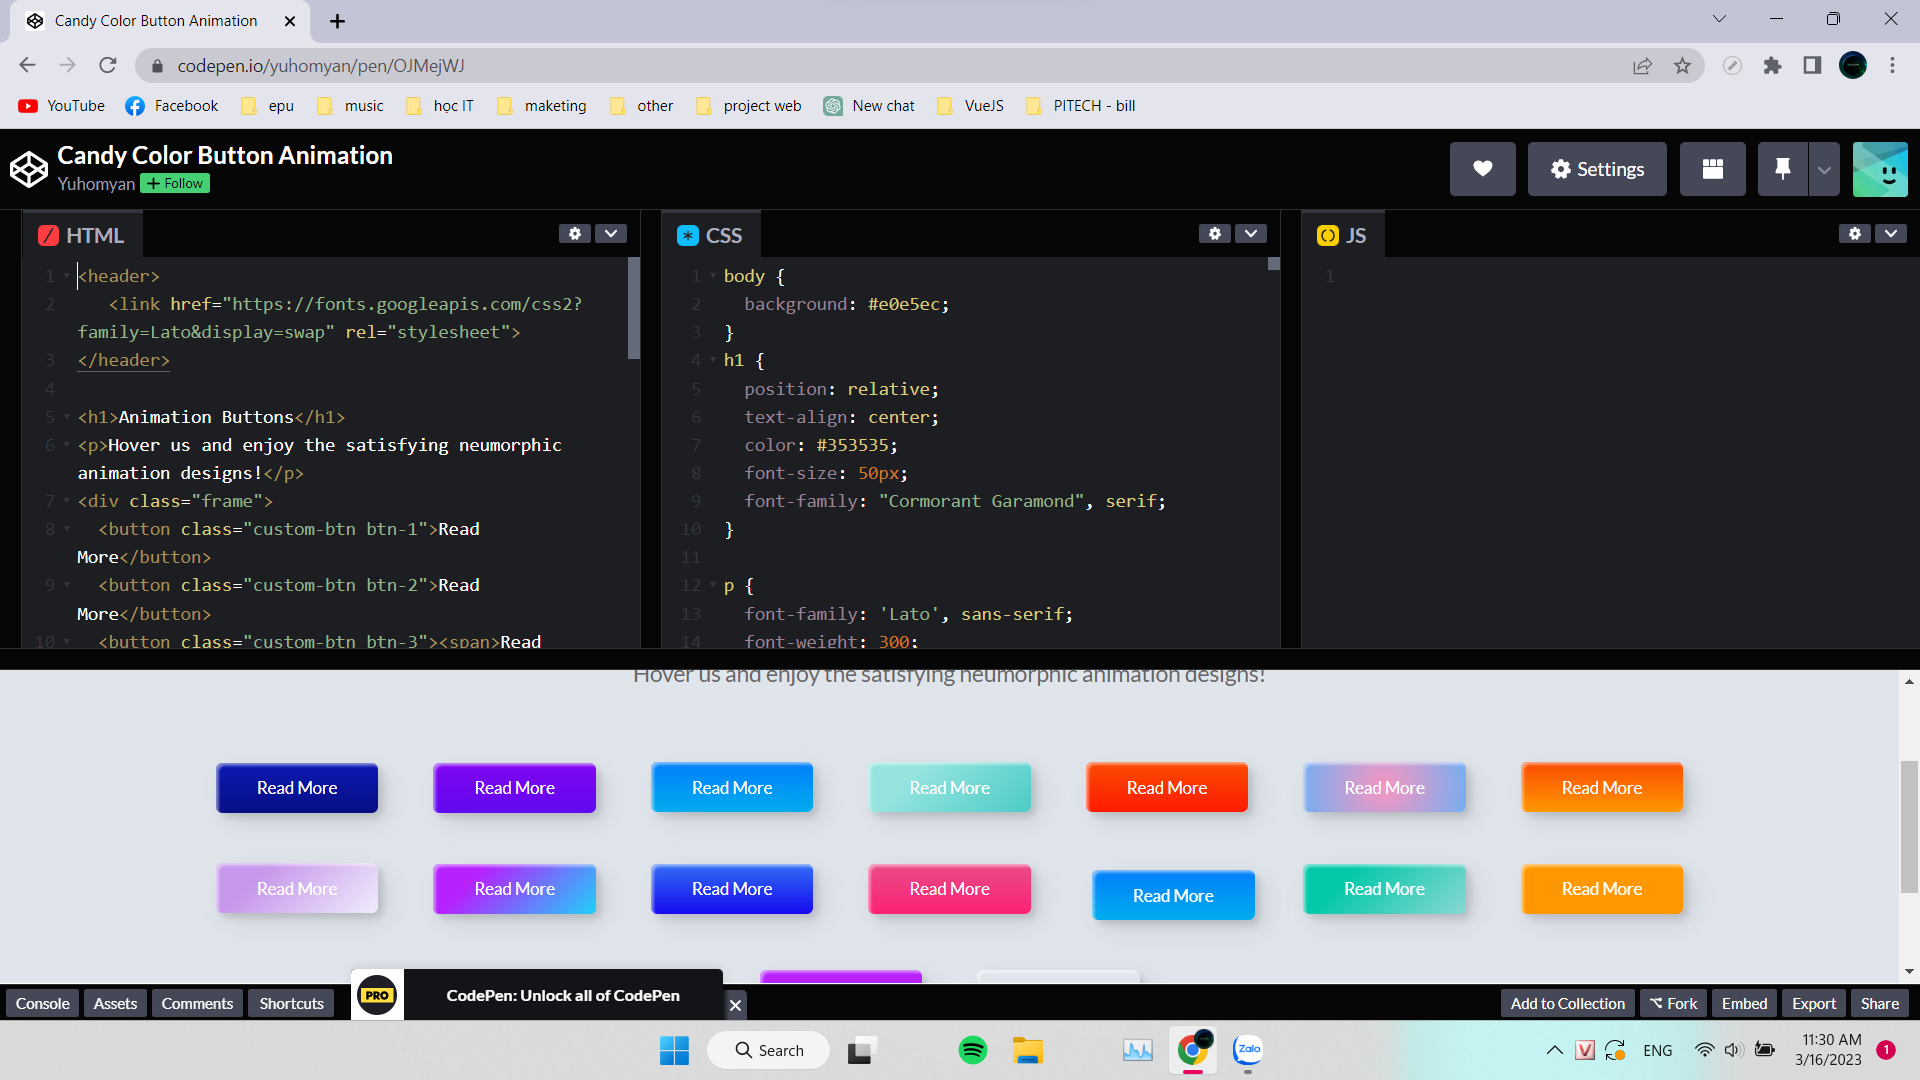 Candy Color Button Animation
codepen.io/yuhomyan/pen/OJMejWJ
YouTube Facebook epu music học IT maketing other project web New chat VueJS PITECH - bill
Candy Color Button Animation
Yuhomyan + Follow
Settings
HTML
1 <header>
2 <link href="https://fonts.googleapis.com/css2?
family=Lato&display=swap" rel="stylesheet">
3 </header>
4
5 <h1>Animation Buttons</h1>
6 <p>Hover us and enjoy the satisfying neumorphic
animation designs!</p>
7 <div class="frame">
8 <button class="custom-btn btn-1">Read
More</button>
9 <button class="custom-btn btn-2">Read
More</button>
10 <button class="custom-btn btn-3"><span>Read
CSS
1 body {
2 background: #e0e5ec;
3 }
4 h1 {
5 position: relative;
6 text-align: center;
7 color: #353535;
8 font-size: 50px;
9 font-family: "Cormorant Garamond", serif;
10 }
11
12 p {
13 font-family: 'Lato', sans-serif;
14 font-weight: 300;
JS
1
Hover us and enjoy the satisfying neumorphic animation designs!
Read More Read More Read More Read More Read More Read More Read More
Read More Read More Read More Read More Read More Read More Read More
Console Assets Comments Shortcuts PRO CodePen: Unlock all of CodePen Add to Collection Fork Embed Export Share
Search Zalo V ENG 11:30 AM 1
3/16/2023